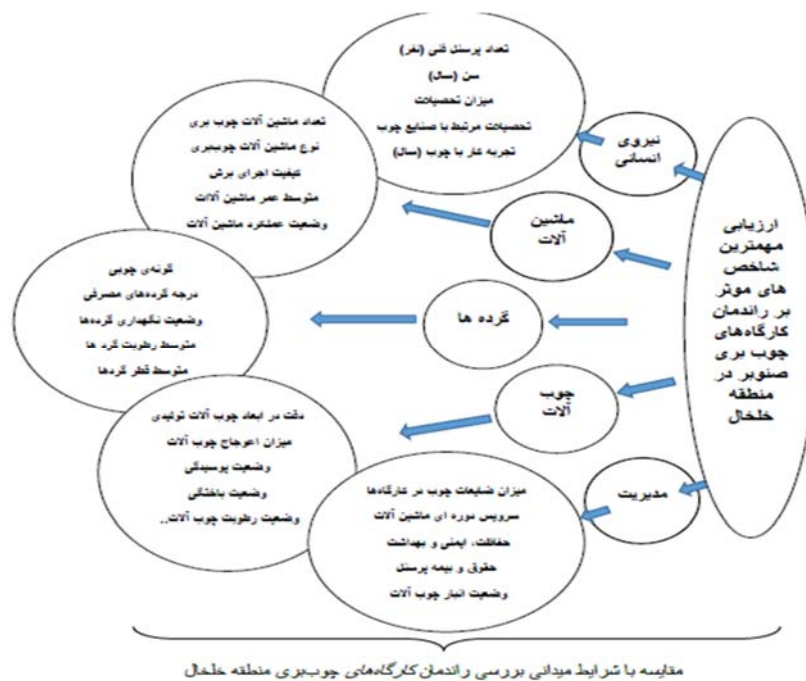 ارزیابی
مهمترین
شاخص
های موثر
بر راندمان
کارگاه‌های
چوب بری
صنوبر در
منطقه
خلخال
نیروی
انسانی
تعداد پرسنل فنی (نفر)
سن (سال)
میزان تحصیلات
تحصیلات مرتبط با صنایع چوب
تجربه کار با چوب (سال)
ماشین
آلات
تعداد ماشین آلات چوب بری
نوع ماشین آلات چوب‌بری
کیفیت اجرای برش
متوسط عمر ماشین آلاات
وضعیت عملکرد ماشین آلات
گرده ها
گونه‌ی چوبی
درجه گرده‌های مصرفی
وضعیت نگهداری گرده‌ها
متوسط رطوبت گرد ها
متوسط قطر گرده‌ها
چوب
آلات
دقت در ابعاد چوب آلات تولیدی
میزان اعوجاج چوب آلات
وضعیت پوسیدگی
وضعیت باختگی
وضعیت رطوبت چوب آلات..
مدیریت
میزان ضایعات چوب در کارگاه‌ها
سرویس دوره ای ماشین آلات
حفاظت، ایمنی و بهداشت
حقوق و بیمه پرسنل
وضعیت انبار چوب آلات
مقایسه با شرایط میدانی بررسی راندمان کارگاه‌های چوب‌بری منطقه خلخال